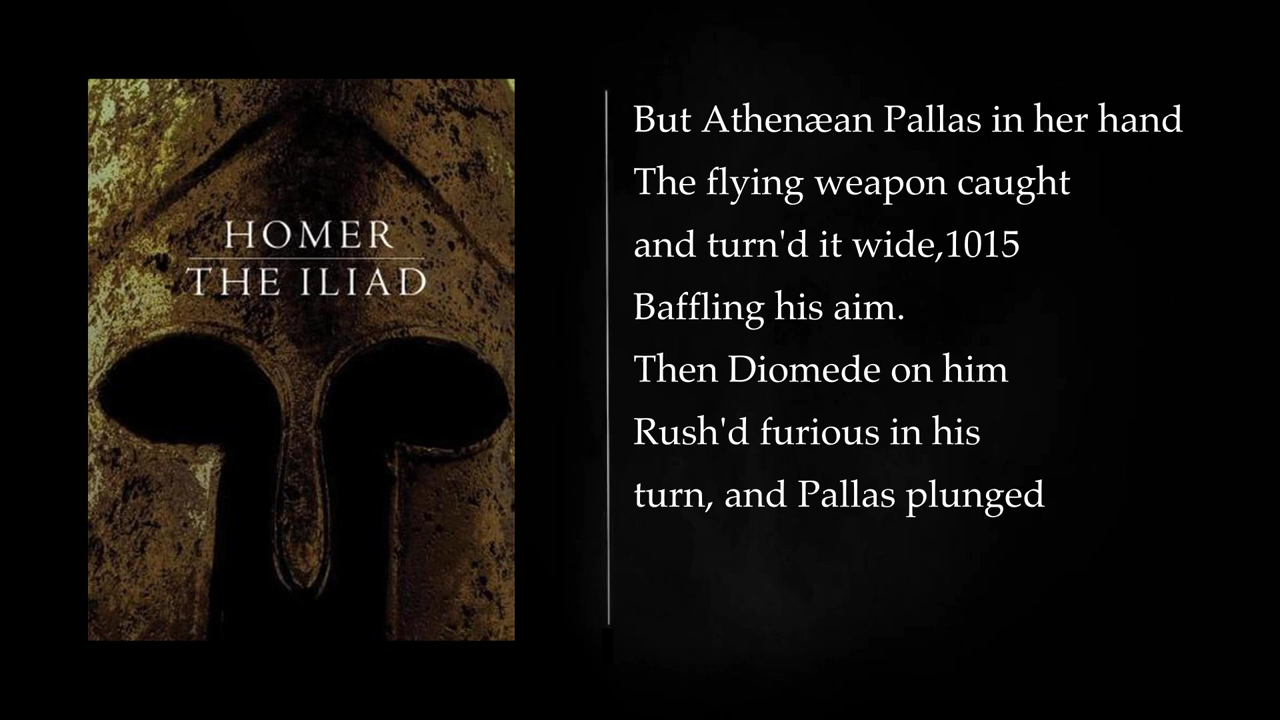 HOMER
THE ILIAD
But Athenæan Pallas in her hand
The flying weapon caught
and turn'd it wide,1015
Baffling his aim.
Then Diomede on him
Rush'd furious in his
turn, and Pallas plunged